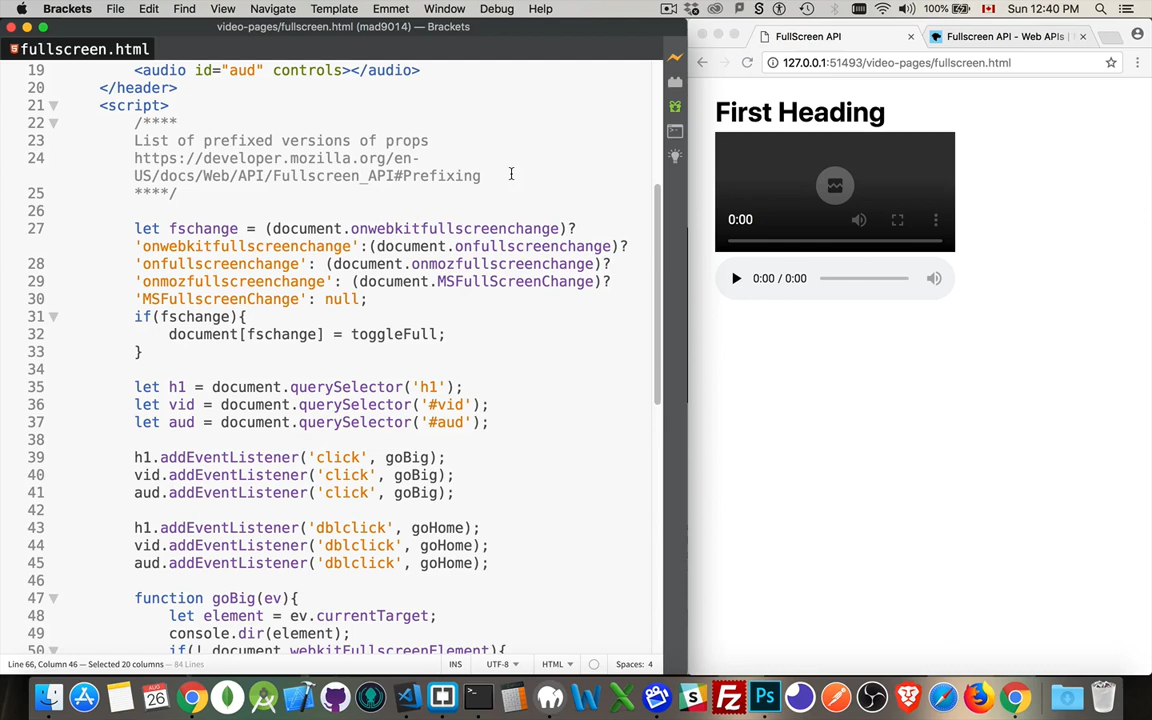 Brackets File Edit Find View Navigate Template Emmet Window Debug Help 100% Sun 12:40 PM
video-pages/fullscreen.html (mad9014) — Brackets
fullscreen.html
FullScreen API
Fullscreen API - Web APIs |
127.0.0.1:51493/video-pages/fullscreen.html
19 <audio id="aud" controls></audio>
20 </header>
21 <script>
22 /****
23 List of prefixed versions of props
24 https://developer.mozilla.org/en-
US/docs/Web/API/Fullscreen_API#Prefixing
25 ****/
26
27 let fschange = (document.onwebkitfullscreenchange)?
'onwebkitfullscreenchange':(document.onfullscreenchange)?
28 'onfullscreenchange': (document.onmozfullscreenchange)?
29 'onmozfullscreenchange': (document.MSFullScreenChange)?
30 'MSFullscreenChange': null;
31 if(fschange){
32 document[fschange] = toggleFull;
33 }
34
35 let h1 = document.querySelector('h1');
36 let vid = document.querySelector('#vid');
37 let aud = document.querySelector('#aud');
38
39 h1.addEventListener('click', goBig);
40 vid.addEventListener('click', goBig);
41 aud.addEventListener('click', goBig);
42
43 h1.addEventListener('dblclick', goHome);
44 vid.addEventListener('dblclick', goHome);
45 aud.addEventListener('dblclick', goHome);
46
47 function goBig(ev){
48 let element = ev.currentTarget;
49 console.dir(element);
50 if(! document.webkitFullscreenElement){
Line 66, Column 46 — Selected 20 columns — 84 Lines
INS UTF-8 HTML Spaces: 4
First Heading
0:00
0:00 / 0:00
AUG
26